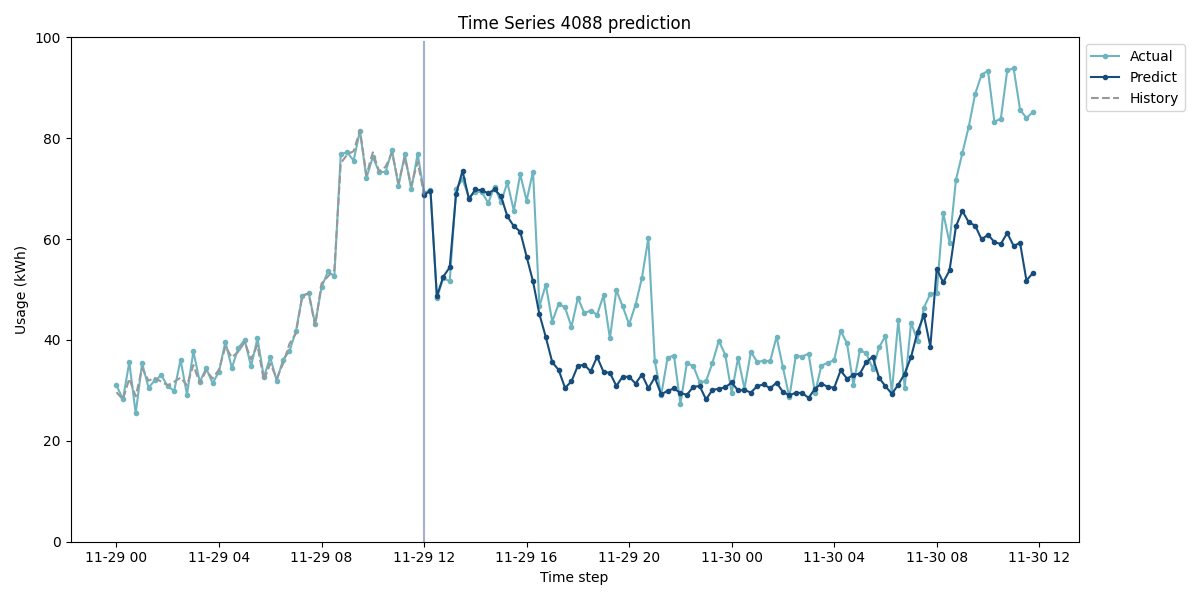 Time Series 4088 prediction
Actual
Predict
History
Usage (kWh)
100
80
60
40
20
0
11-29 00 11-29 04 11-29 08 11-29 12 11-29 16 11-29 20 11-30 00 11-30 04 11-30 08 11-30 12
Time step